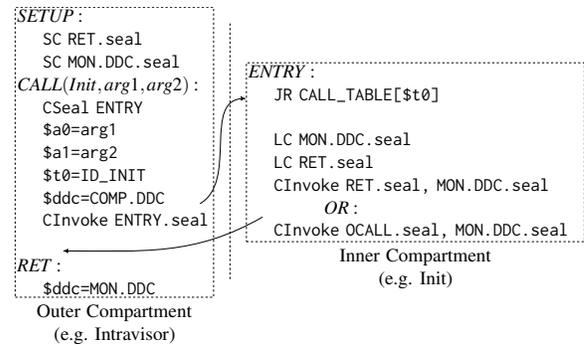 SETUP :
SC RET.seal
SC MON.DDC.seal
CALL(Init,arg1,arg2) :
CSeal ENTRY
$a0=arg1
$a1=arg2
$t0=ID_INIT
$ddc=COMP.DDC
CInvoke ENTRY.seal
RET :
$ddc=MON.DDC
Outer Compartment
(e.g. Intravisor)
ENTRY :
JR CALL_TABLE[$t0]
LC MON.DDC.seal
LC RET.seal
CInvoke RET.seal, MON.DDC.seal
OR :
CInvoke OCALL.seal, MON.DDC.seal
Inner Compartment
(e.g. Init)